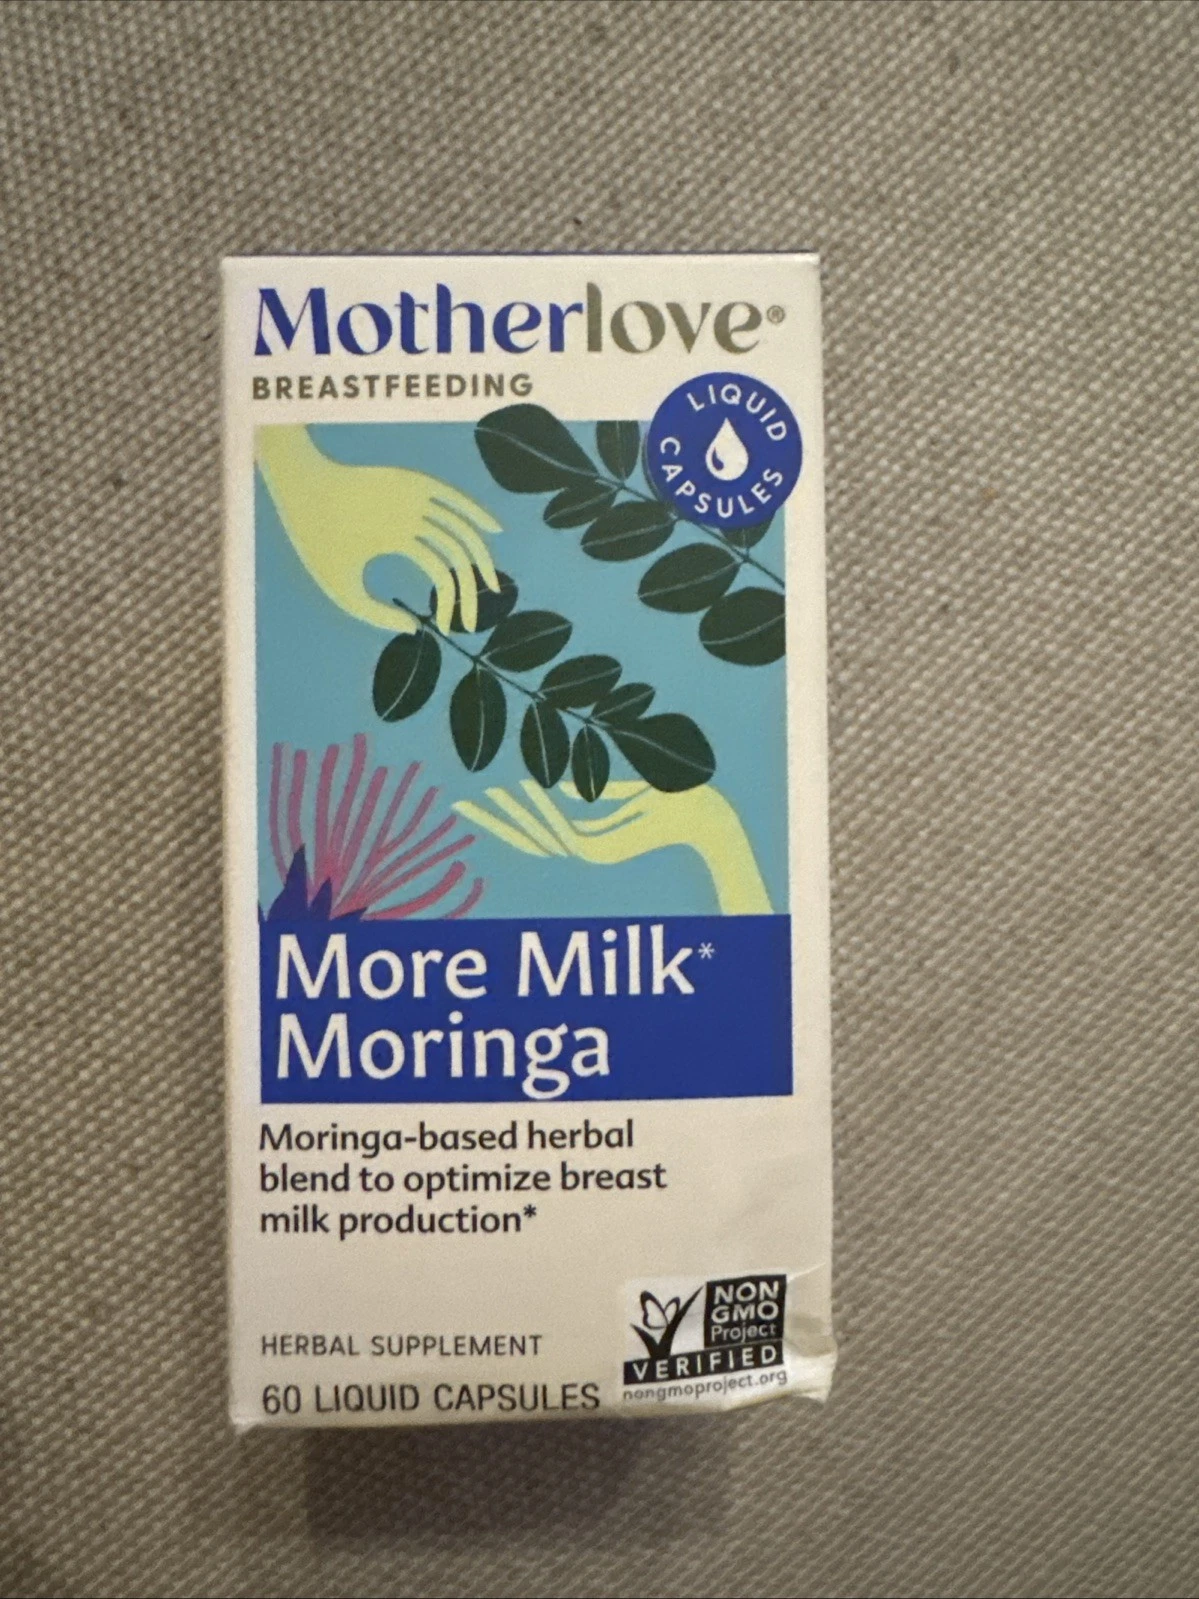 Motherlove®
BREASTFEEDING
LIQUID
CAPSULES
More Milk*
Moringa
Moringa-based herbal
blend to optimize breast
milk production*
HERBAL SUPPLEMENT
60 LIQUID CAPSULES
NON
GMO
Project
VERIFIED
nongmoproject.org